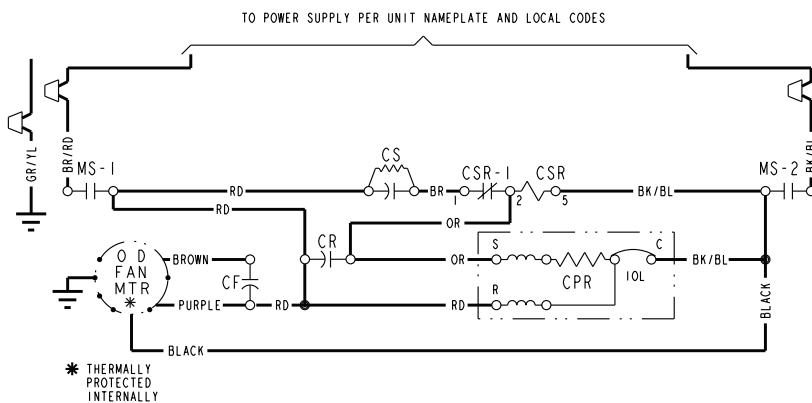 TO POWER SUPPLY PER UNIT NAMEPLATE AND LOCAL CODES
GR/YL
BR/RD
BK/BL
MS-1
CS
CSR-1
CSR
MS-2
RD
BR
1
2
5
BK/BL
RD
OR
O D
FAN
MTR
*
BROWN
CF
CR
OR
S
CPR
C
IOL
BK/BL
PURPLE
RD
RD
R
BLACK
BLACK
* THERMALLY
PROTECTED
INTERNALLY